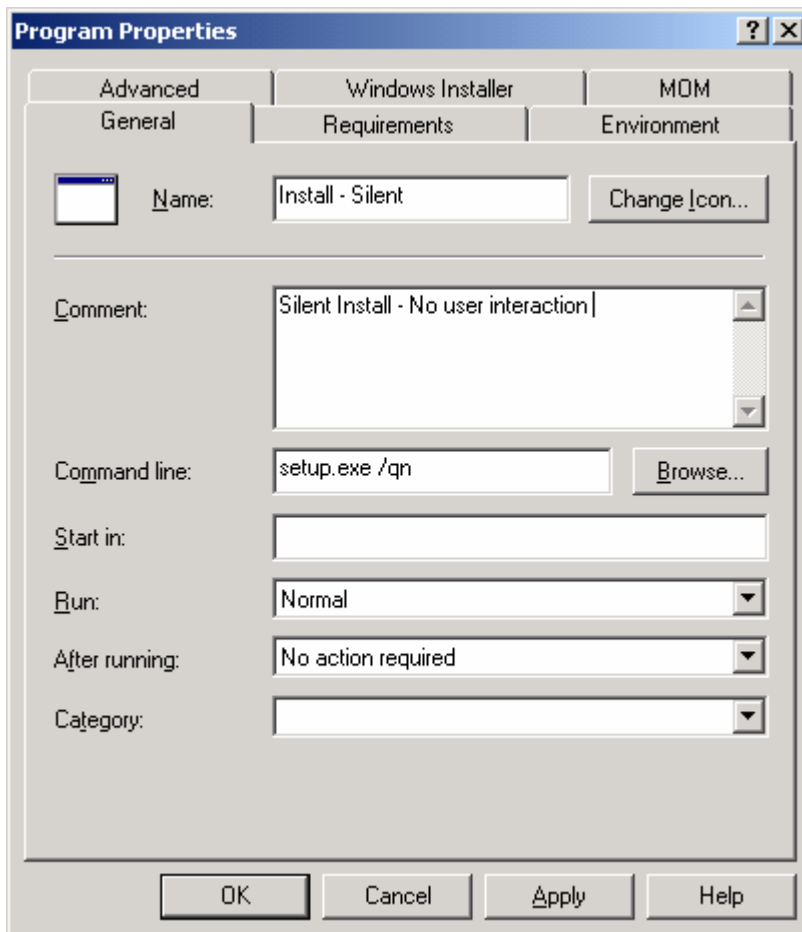 Program Properties
Advanced Windows Installer MOM
General Requirements Environment
Name: Install - Silent Change Icon...
Comment: Silent Install - No user interaction
Command line: setup.exe /qn Browse...
Start in:
Run: Normal
After running: No action required
Category:
OK Cancel Apply Help